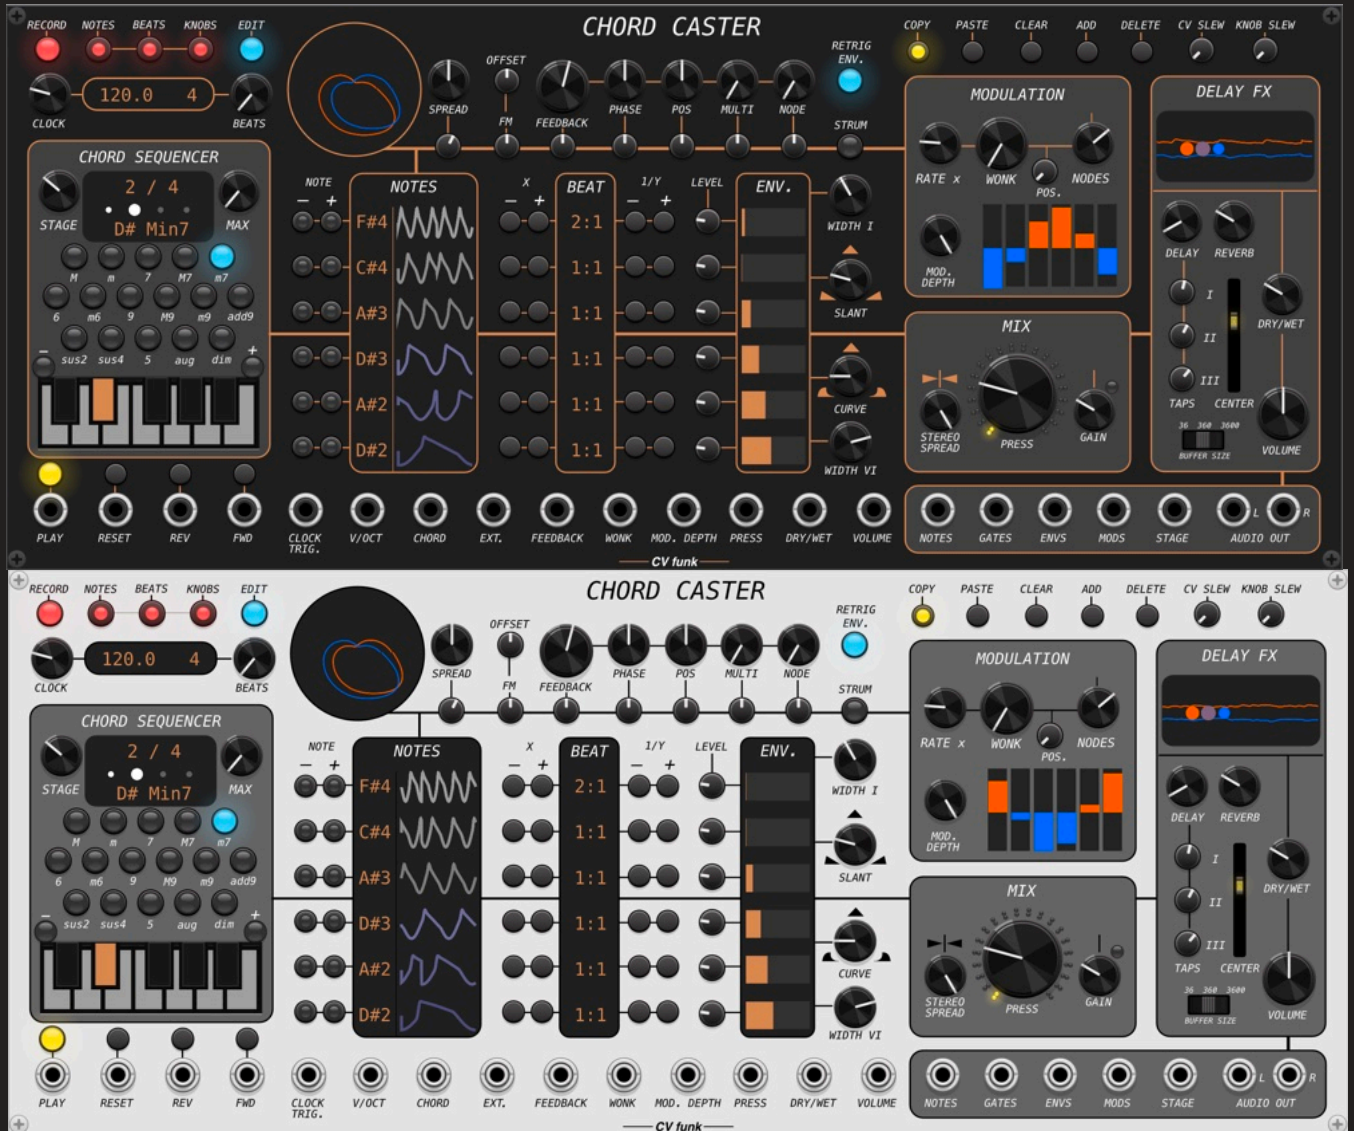 CHORD CASTER
RECORD NOTES BEATS KNOBS EDIT
COPY PASTE CLEAR ADD DELETE CV SLEW KNOB SLEW
RETRIG
ENV.
OFFSET
120.0 4
CLOCK BEATS
SPREAD FM FEEDBACK PHASE POS MULTI NODE
STRUM
CHORD SEQUENCER
2 / 4
D# Min7
STAGE MAX
M m 7 M7 m7
6 m6 9 M9 m9 add9
sus2 sus4 5 aug dim
− +
NOTE NOTES X BEAT 1/Y LEVEL ENV.
− + − + − +
F#4 2:1
C#4 1:1
A#3 1:1
D#3 1:1
A#2 1:1
D#2 1:1
WIDTH I
SLANT
CURVE
WIDTH VI
MODULATION
RATE x WONK POS. NODES
MOD.
DEPTH
MIX
STEREO
SPREAD
PRESS
GAIN
DELAY FX
DELAY REVERB
I
II
III
TAPS CENTER
DRY/WET
36 360 3600
BUFFER SIZE
VOLUME
PLAY RESET REV FWD
CLOCK
TRIG.
V/OCT CHORD EXT. FEEDBACK WONK MOD. DEPTH PRESS DRY/WET VOLUME
NOTES GATES ENVS MODS STAGE AUDIO OUT
L R
CV funk
CHORD CASTER
RECORD NOTES BEATS KNOBS EDIT
COPY PASTE CLEAR ADD DELETE CV SLEW KNOB SLEW
RETRIG
ENV.
OFFSET
120.0 4
CLOCK BEATS
SPREAD FM FEEDBACK PHASE POS MULTI NODE
STRUM
CHORD SEQUENCER
2 / 4
D# Min7
STAGE MAX
M m 7 M7 m7
6 m6 9 M9 m9 add9
sus2 sus4 5 aug dim
− +
NOTE NOTES X BEAT 1/Y LEVEL ENV.
− + − + − +
F#4 2:1
C#4 1:1
A#3 1:1
D#3 1:1
A#2 1:1
D#2 1:1
WIDTH I
SLANT
CURVE
WIDTH VI
MODULATION
RATE x WONK POS. NODES
MOD.
DEPTH
MIX
STEREO
SPREAD
PRESS
GAIN
DELAY FX
DELAY REVERB
I
II
III
TAPS CENTER
DRY/WET
36 360 3600
BUFFER SIZE
VOLUME
PLAY RESET REV FWD
CLOCK
TRIG.
V/OCT CHORD EXT. FEEDBACK WONK MOD. DEPTH PRESS DRY/WET VOLUME
NOTES GATES ENVS MODS STAGE AUDIO OUT
L R
CV funk